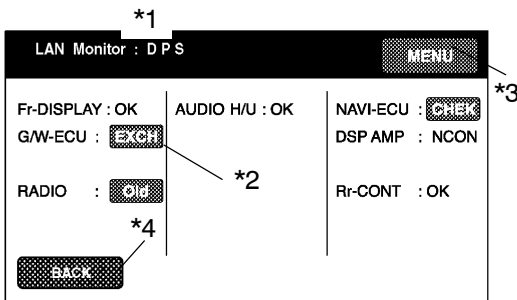 *1
LAN Monitor : D P S
MENU
*3
Fr-DISPLAY : OK AUDIO H/U : OK NAVI-ECU : CHEK
G/W-ECU : EXCH DSP AMP : NCON
*2
RADIO : Old Rr-CONT : OK
*4
BACK